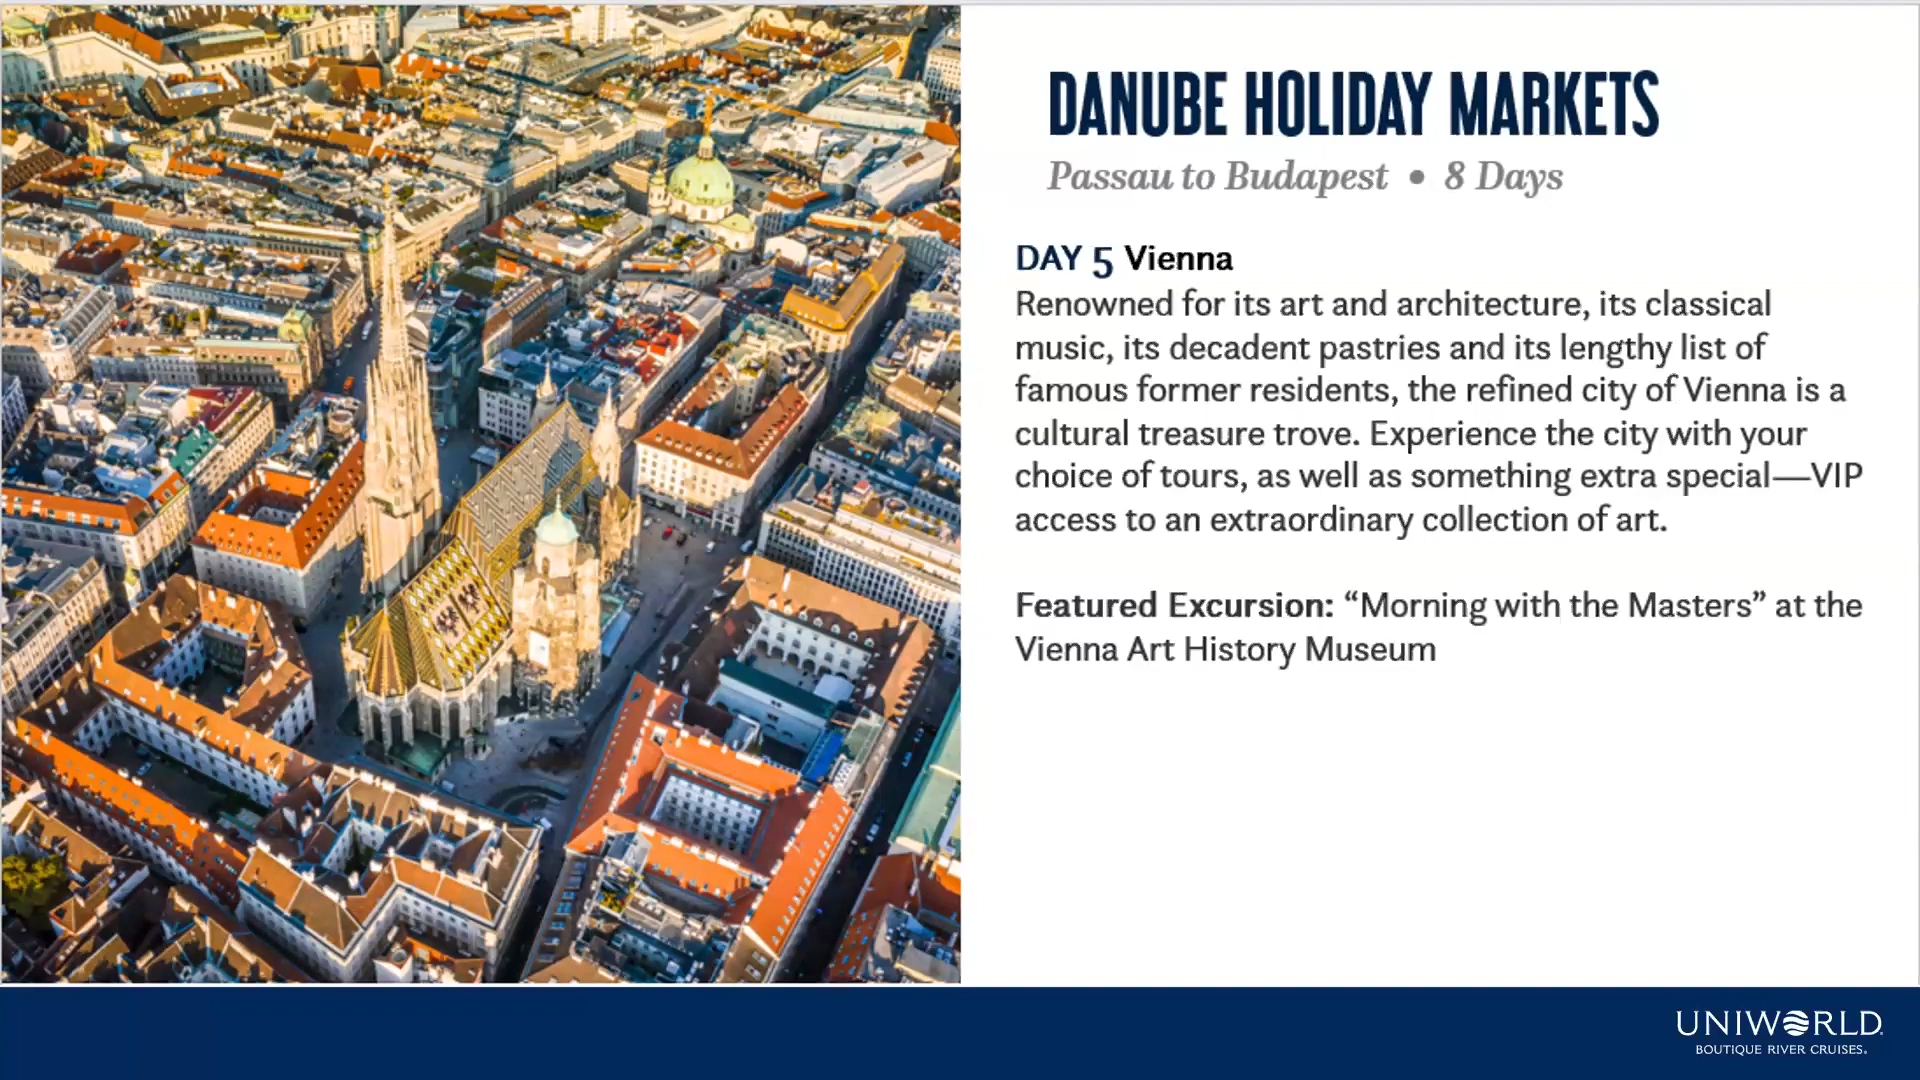 DANUBE HOLIDAY MARKETS
Passau to Budapest • 8 Days
DAY 5 Vienna
Renowned for its art and architecture, its classical
music, its decadent pastries and its lengthy list of
famous former residents, the refined city of Vienna is a
cultural treasure trove. Experience the city with your
choice of tours, as well as something extra special—VIP
access to an extraordinary collection of art.
Featured Excursion: “Morning with the Masters” at the
Vienna Art History Museum
UNIWORLD
BOUTIQUE RIVER CRUISES.